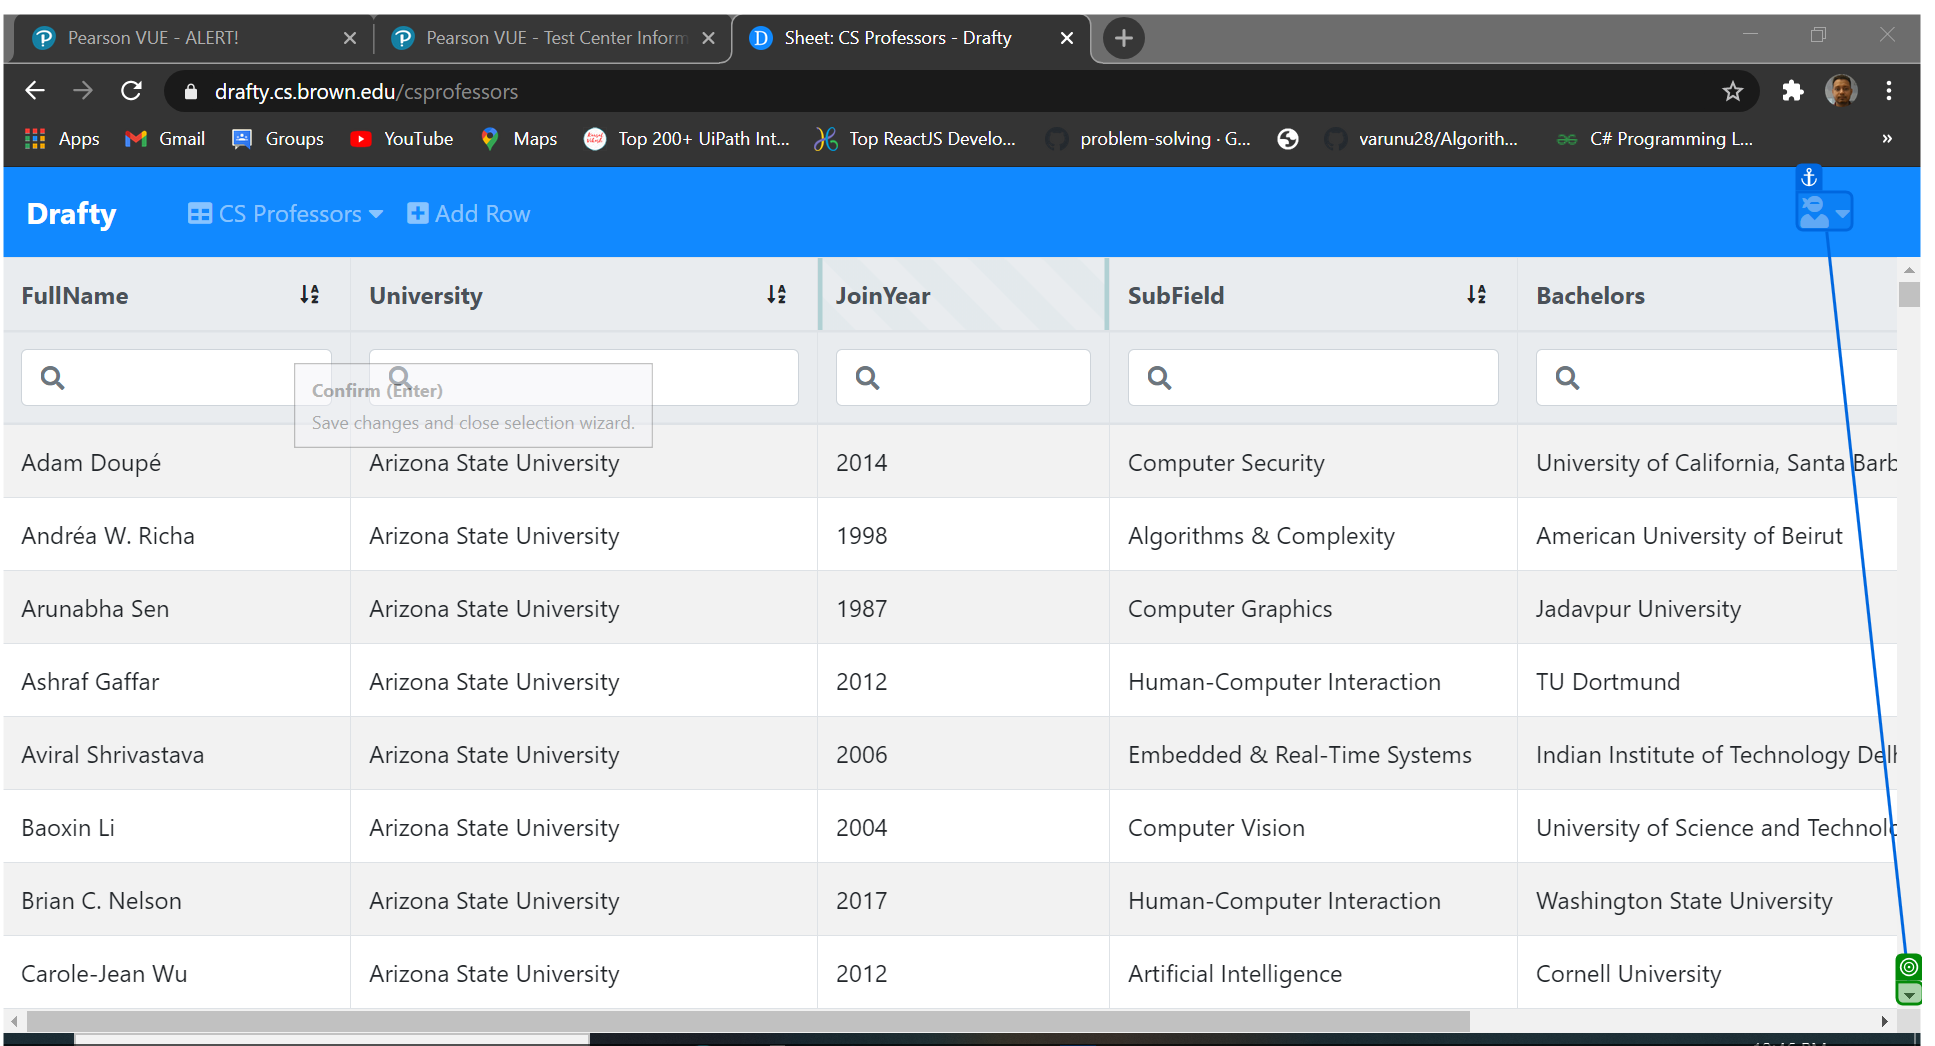 Pearson VUE - ALERT!
Pearson VUE - Test Center Inform
Sheet: CS Professors - Drafty
drafty.cs.brown.edu/csprofessors
Apps Gmail Groups YouTube Maps Top 200+ UiPath Int... Top ReactJS Develo... problem-solving · G... varunu28/Algorith... C# Programming L... »
Drafty CS Professors Add Row
FullName University JoinYear SubField Bachelors
Confirm (Enter)
Save changes and close selection wizard.
Adam Doupé Arizona State University 2014 Computer Security University of California, Santa Barb
Andréa W. Richa Arizona State University 1998 Algorithms & Complexity American University of Beirut
Arunabha Sen Arizona State University 1987 Computer Graphics Jadavpur University
Ashraf Gaffar Arizona State University 2012 Human-Computer Interaction TU Dortmund
Aviral Shrivastava Arizona State University 2006 Embedded & Real-Time Systems Indian Institute of Technology Delh
Baoxin Li Arizona State University 2004 Computer Vision University of Science and Technolo
Brian C. Nelson Arizona State University 2017 Human-Computer Interaction Washington State University
Carole-Jean Wu Arizona State University 2012 Artificial Intelligence Cornell University